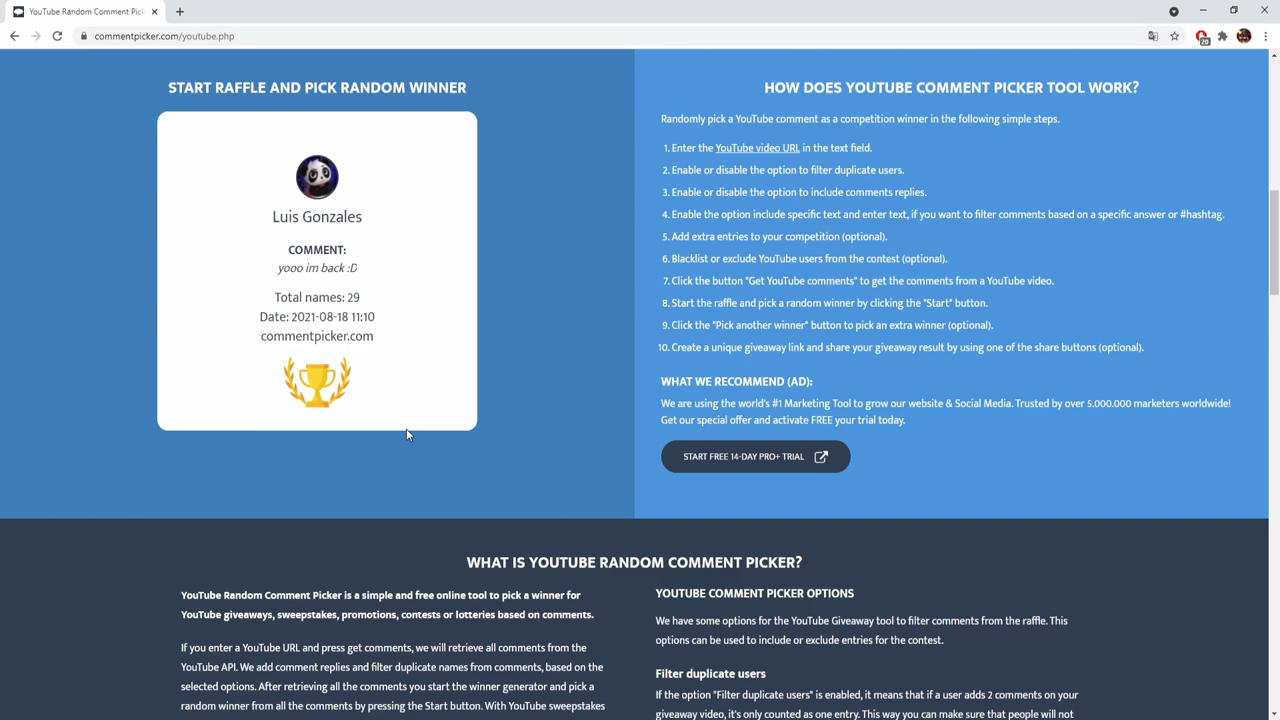 YouTube Random Comment Pick
commentpicker.com/youtube.php
20
START RAFFLE AND PICK RANDOM WINNER
Luis Gonzales
COMMENT:
yooo im back :D
Total names: 29
Date: 2021-08-18 11:10
commentpicker.com
HOW DOES YOUTUBE COMMENT PICKER TOOL WORK?
Randomly pick a YouTube comment as a competition winner in the following simple steps.
1. Enter the YouTube video URL in the text field.
2. Enable or disable the option to filter duplicate users.
3. Enable or disable the option to include comments replies.
4. Enable the option include specific text and enter text, if you want to filter comments based on a specific answer or #hashtag.
5. Add extra entries to your competition (optional).
6. Blacklist or exclude YouTube users from the contest (optional).
7. Click the button "Get YouTube comments" to get the comments from a YouTube video.
8. Start the raffle and pick a random winner by clicking the "Start" button.
9. Click the "Pick another winner" button to pick an extra winner (optional).
10. Create a unique giveaway link and share your giveaway result by using one of the share buttons (optional).
WHAT WE RECOMMEND (AD):
We are using the world's #1 Marketing Tool to grow our website & Social Media. Trusted by over 5.000.000 marketers worldwide!
Get our special offer and activate FREE your trial today.
START FREE 14-DAY PRO+ TRIAL
WHAT IS YOUTUBE RANDOM COMMENT PICKER?
YouTube Random Comment Picker is a simple and free online tool to pick a winner for
YouTube giveaways, sweepstakes, promotions, contests or lotteries based on comments.
If you enter a YouTube URL and press get comments, we will retrieve all comments from the
YouTube API. We add comment replies and filter duplicate names from comments, based on the
selected options. After retrieving all the comments you start the winner generator and pick a
random winner from all the comments by pressing the Start button. With YouTube sweepstakes
YOUTUBE COMMENT PICKER OPTIONS
We have some options for the YouTube Giveaway tool to filter comments from the raffle. This
options can be used to include or exclude entries for the contest.
Filter duplicate users
If the option "Filter duplicate users" is enabled, it means that if a user adds 2 comments on your
giveaway video, it's only counted as one entry. This way you can make sure that people will not